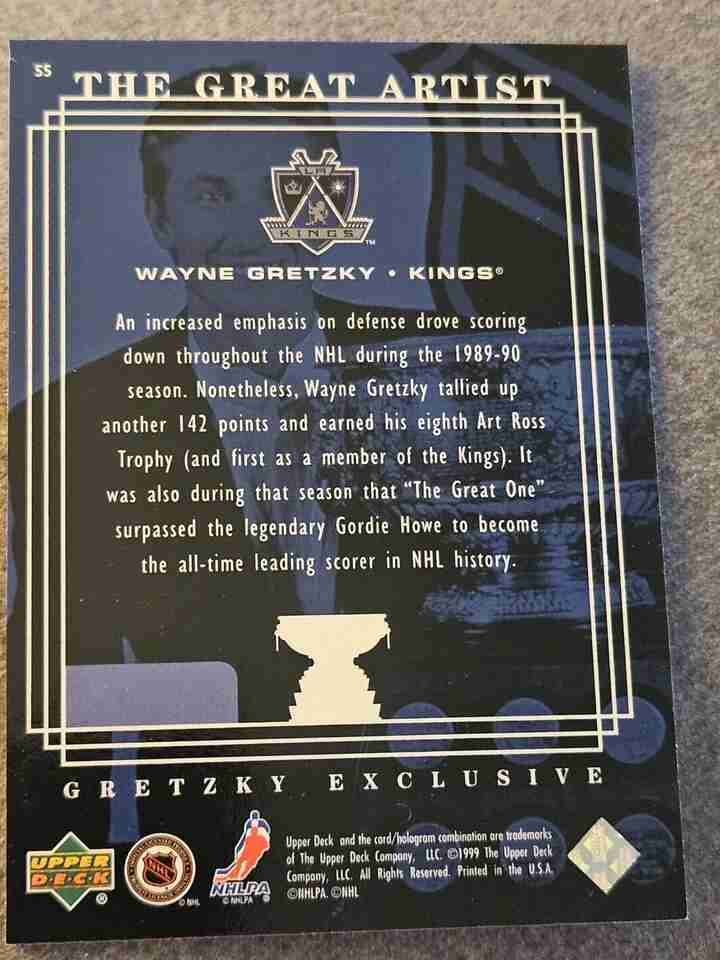 55
THE GREAT ARTIST
LA
KINGS
TM
WAYNE GRETZKY • KINGS®
An increased emphasis on defense drove scoring
down throughout the NHL during the 1989-90
season. Nonetheless, Wayne Gretzky tallied up
another 142 points and earned his eighth Art Ross
Trophy (and first as a member of the Kings). It
was also during that season that "The Great One"
surpassed the legendary Gordie Howe to become
the all-time leading scorer in NHL history.
GRETZKY EXCLUSIVE
UPPER
D•E•C•K
®
NHL
© NHL
NHLPA
© NHLPA
Upper Deck and the card/hologram combination are trademarks
of The Upper Deck Company, LLC. ©1999 The Upper Deck
Company, LLC. All Rights Reserved. Printed in the U.S.A.
©NHLPA. ©NHL